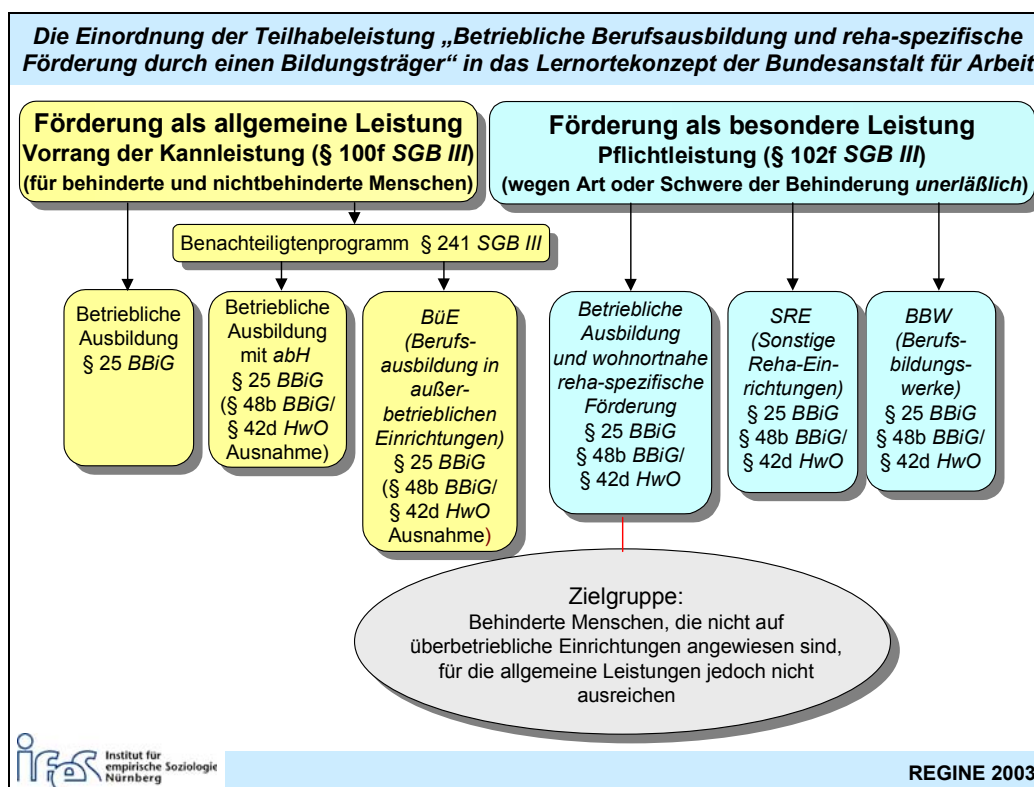 Die Einordnung der Teilhabeleistung „Betriebliche Berufsausbildung und reha-spezifische
Förderung durch einen Bildungsträger“ in das Lernortekonzept der Bundesanstalt für Arbeit
Förderung als allgemeine Leistung
Vorrang der Kannleistung (§ 100f SGB III)
(für behinderte und nichtbehinderte Menschen)
Förderung als besondere Leistung
Pflichtleistung (§ 102f SGB III)
(wegen Art oder Schwere der Behinderung unerläßlich)
Benachteiligtenprogramm § 241 SGB III
Betriebliche
Ausbildung
§ 25 BBiG
Betriebliche
Ausbildung
mit abH
§ 25 BBiG
(§ 48b BBiG/
§ 42d HwO
Ausnahme)
BüE
(Berufs-
ausbildung in
außer-
betrieblichen
Einrichtungen)
§ 25 BBiG
(§ 48b BBiG/
§ 42d HwO
Ausnahme)
Betriebliche
Ausbildung
und wohnortnahe
reha-spezifische
Förderung
§ 25 BBiG
§ 48b BBiG/
§ 42d HwO
SRE
(Sonstige
Reha-Ein-
richtungen)
§ 25 BBiG
§ 48b BBiG/
§ 42d HwO
BBW
(Berufs-
bildungs-
werke)
§ 25 BBiG
§ 48b BBiG/
§ 42d HwO
Zielgruppe:
Behinderte Menschen, die nicht auf
überbetriebliche Einrichtungen angewiesen sind,
für die allgemeine Leistungen jedoch nicht
ausreichen
ifes
Institut für
empirische Soziologie
Nürnberg
REGINE 2003